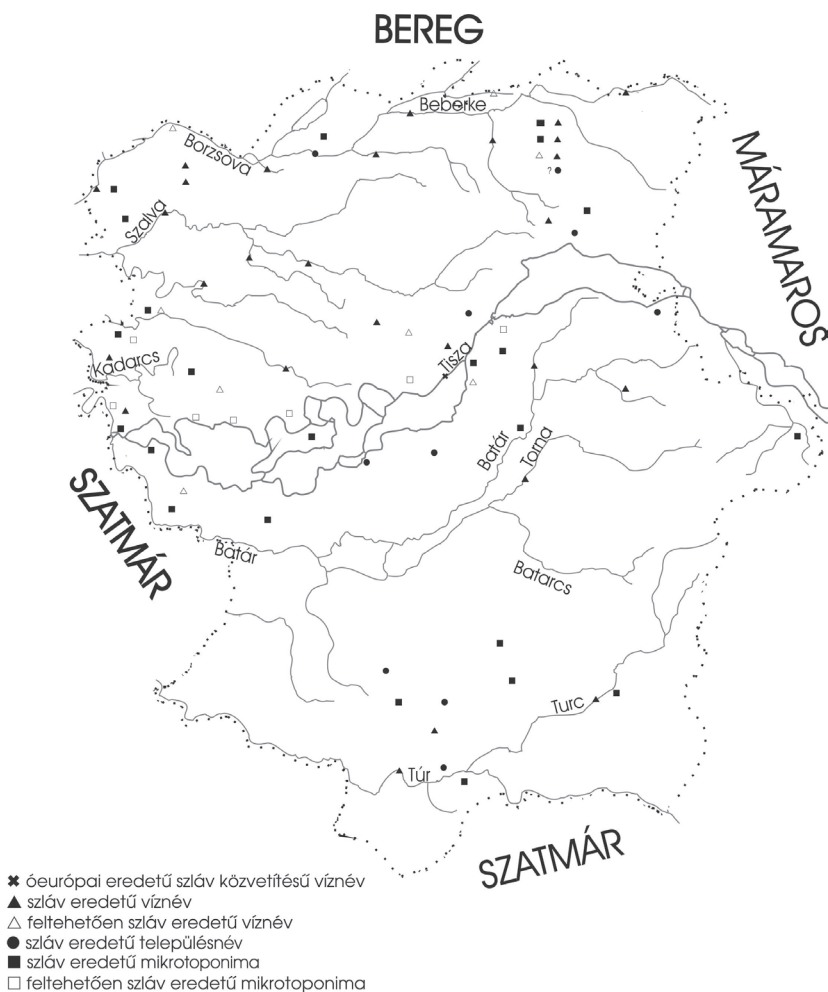 BEREG
Beberke
MÁRAMAROS
Borzsova
?
Szalva
Tisza
Kadarcs
Batár
Torna
SZATMÁR
Batár
Batarcs
Turc
Túr
SZATMÁR
óeurópai eredetű szláv közvetítésű víznév
szláv eredetű víznév
feltehetően szláv eredetű víznév
szláv eredetű településnév
szláv eredetű mikrotoponima
feltehetően szláv eredetű mikrotoponima